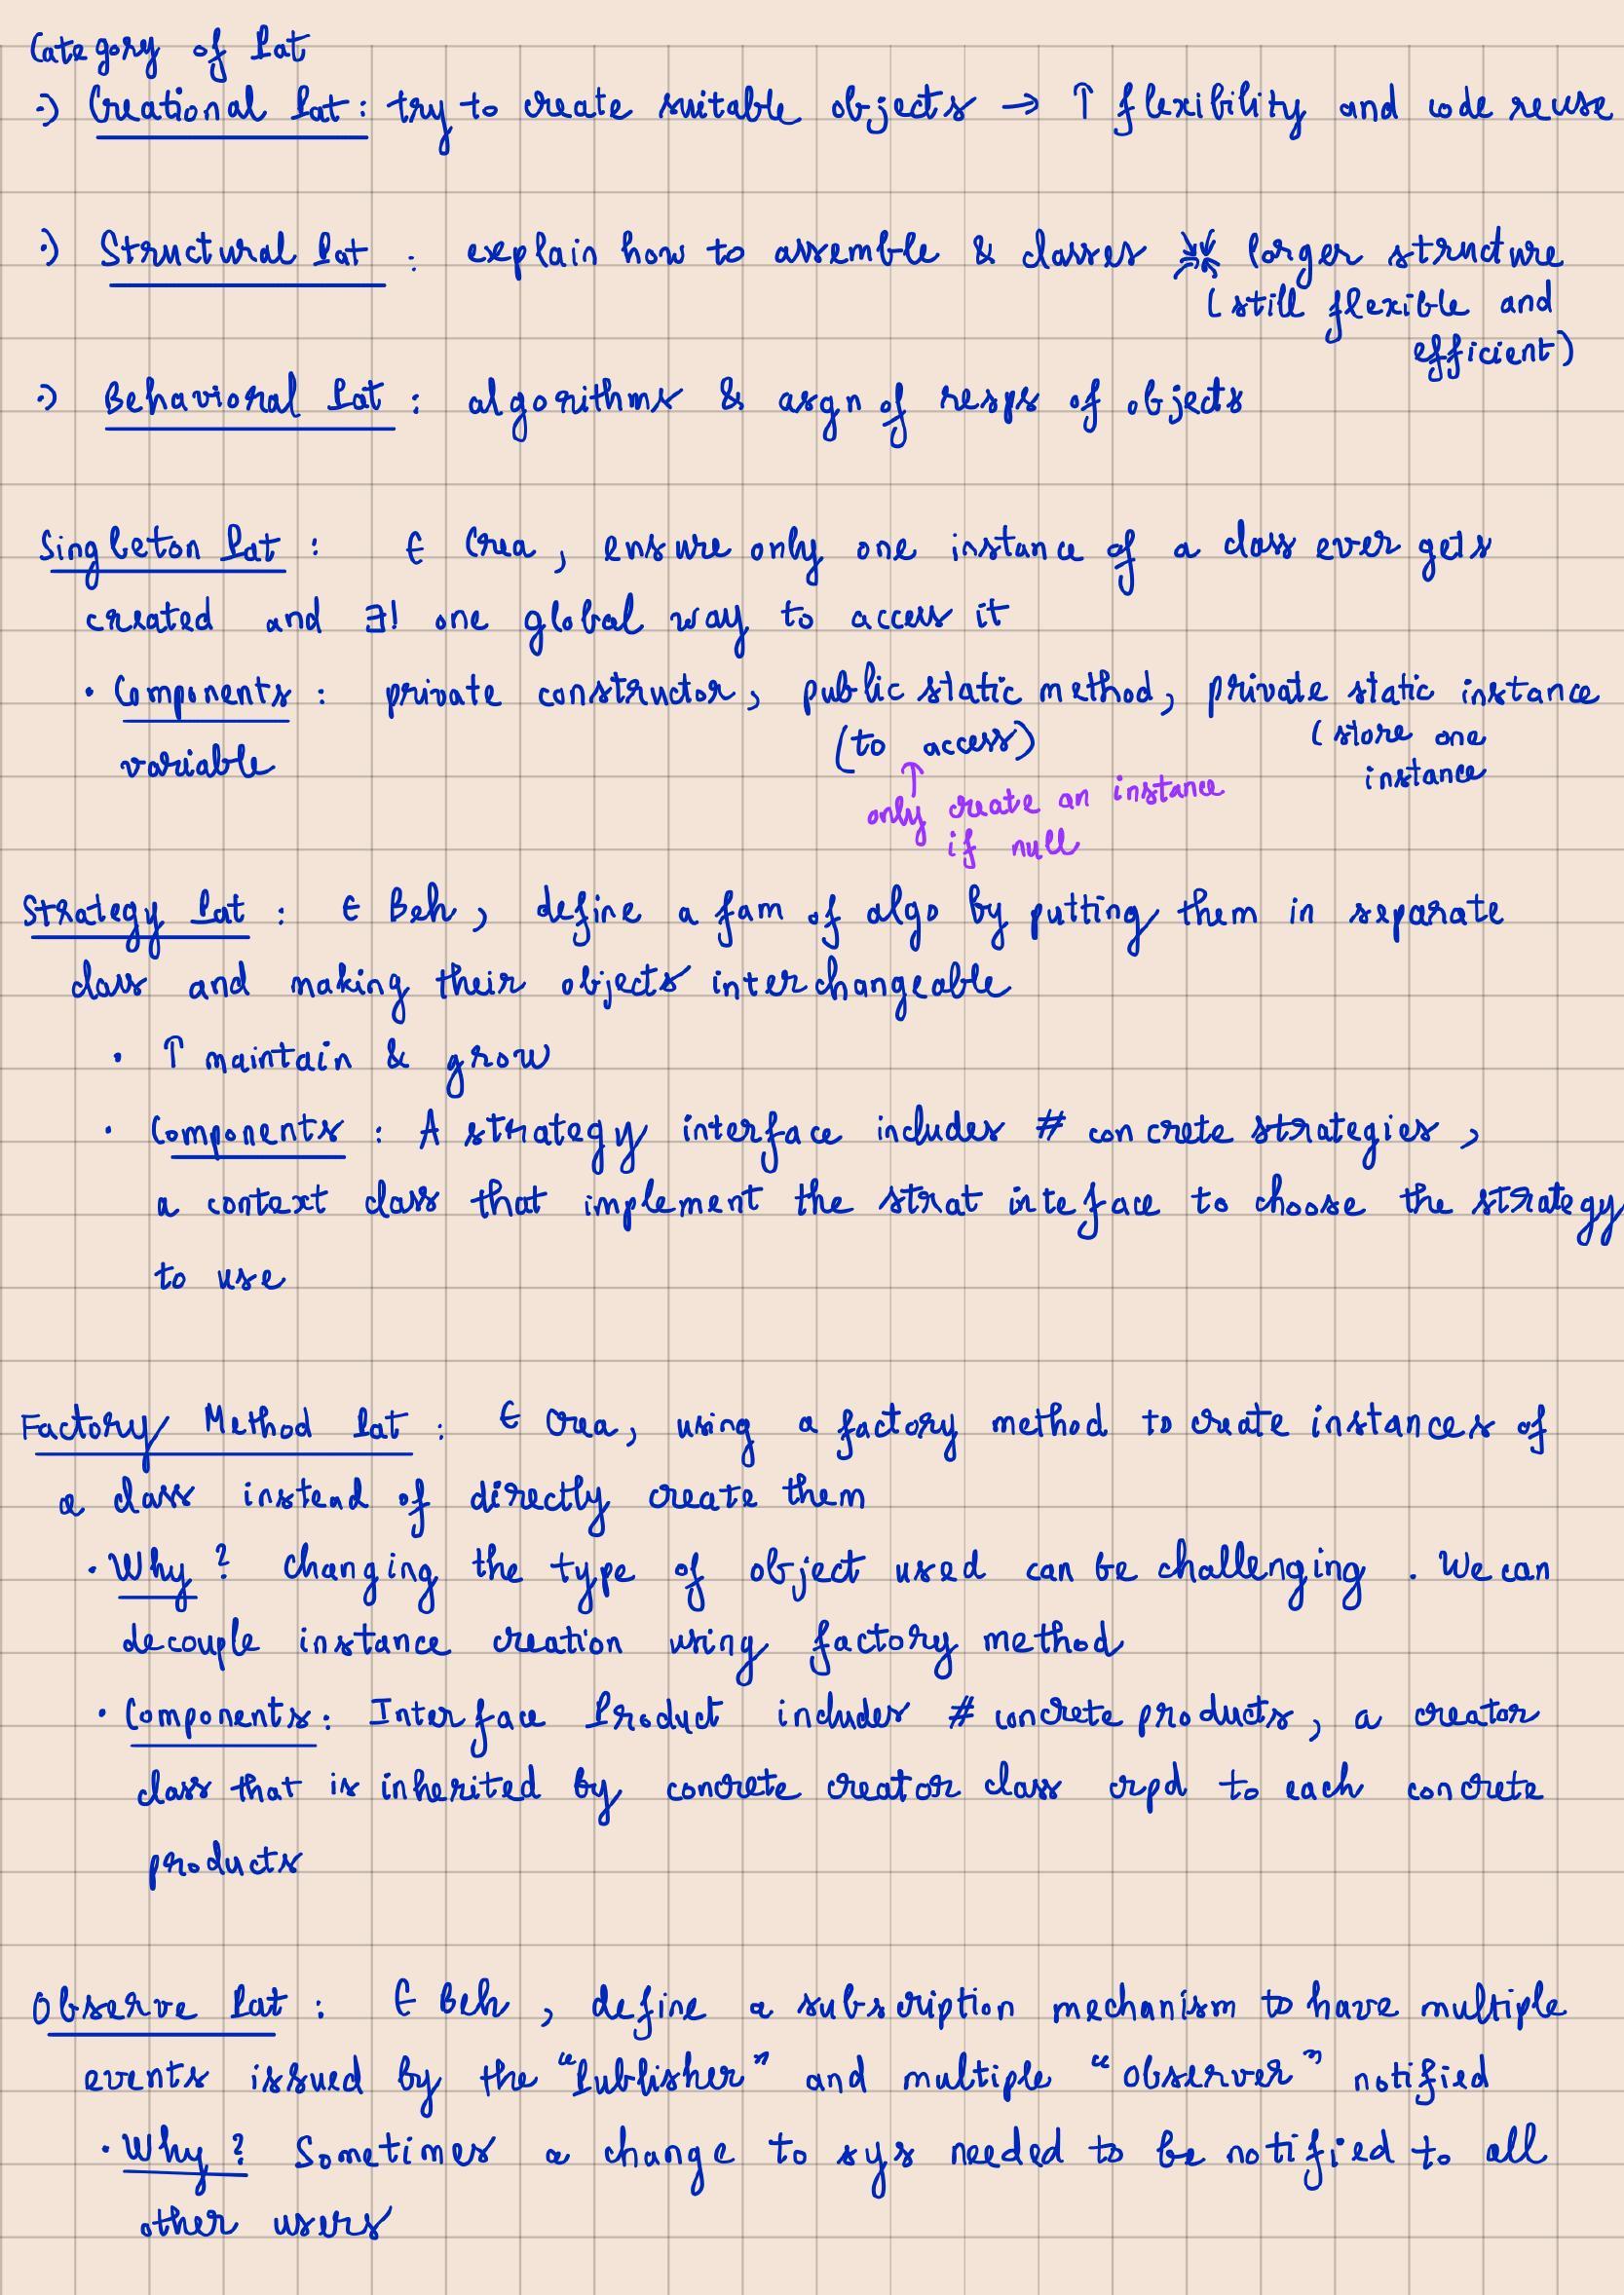 Category of Pat
·) Creational Pat: try to create suitable objects → ↑ flexibility and code reuse
·) Structural Pat : explain how to assemble & classes larger structure
(still flexible and
efficient)
·) Behavioral Pat : algorithms & asgn of resps of objects
Singleton Pat : ∈ Crea, ensure only one instance of a class ever gets
created and ∃! one global way to access it
• Components : private constructor, public static method, private static instance
(to access)
(store one
variable
instance
↑
only create an instance
if null
Strategy Pat : ∈ Beh, define a fam of algo by putting them in separate
class and making their objects interchangeable
• ↑ maintain & grow
• Components : A strategy interface includes # concrete strategies,
a context class that implement the strat inteface to choose the strategy
to use
Factory Method Pat : ∈ Crea, using a factory method to create instances of
a class instead of directly create them
• Why? changing the type of object used can be challenging. We can
decouple instance creation using factory method
• Components: Interface Product includes # concrete products, a creator
class that is inherited by concrete creator class crpd to each concrete
products
Observe Pat : ∈ Beh, define a subscription mechanism to have multiple
events issued by the "Publisher" and multiple "Observer" notified
• Why? Sometimes a change to sys needed to be notified to all
other users